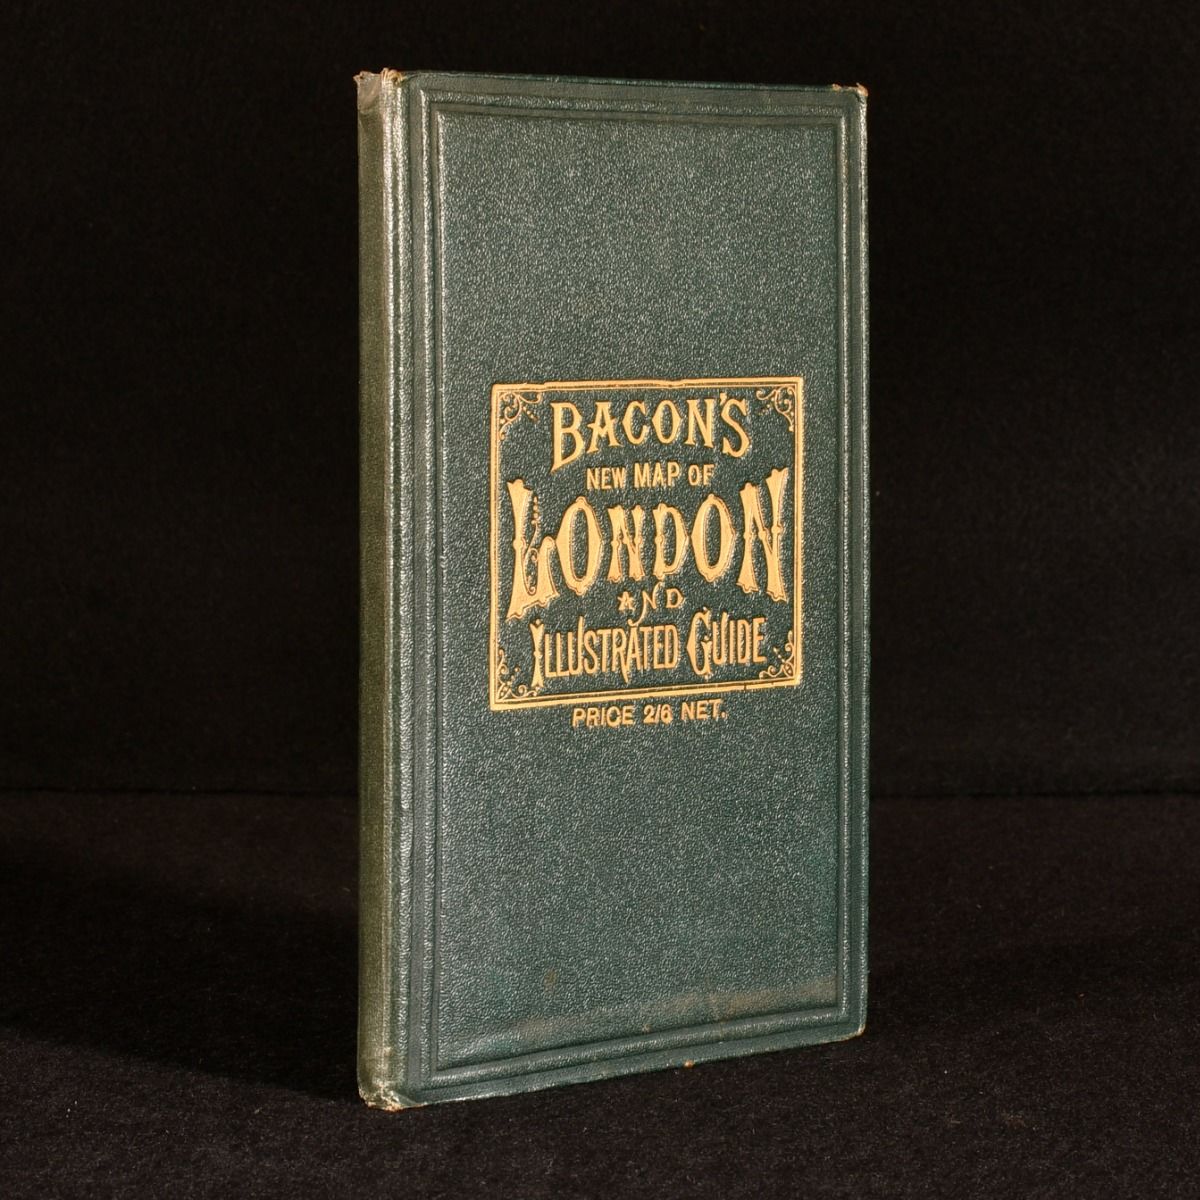 BACON'S
NEW MAP OF
LONDON
AND
ILLUSTRATED GUIDE
PRICE 2/6 NET.